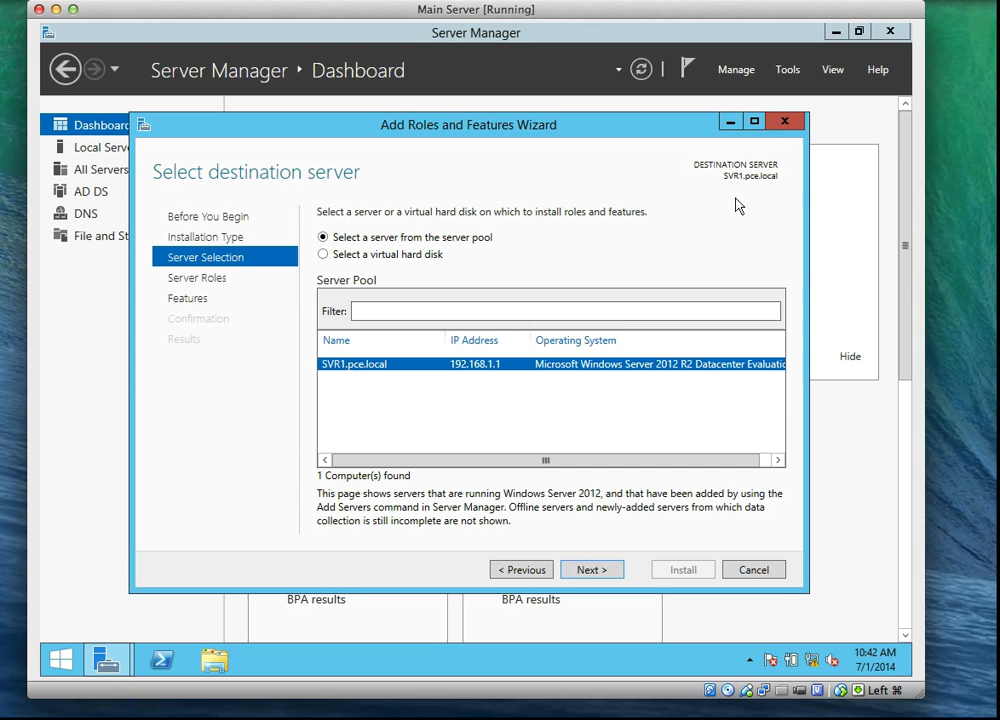 Main Server [Running]
Server Manager
Server Manager ‣ Dashboard
Manage Tools View Help
Dashboard
Local Serve
All Servers
AD DS
DNS
File and St
Add Roles and Features Wizard
Select destination server
DESTINATION SERVER
SVR1.pce.local
Before You Begin
Installation Type
Server Selection
Server Roles
Features
Confirmation
Results
Select a server or a virtual hard disk on which to install roles and features.
Select a server from the server pool
Select a virtual hard disk
Server Pool
Filter:
Name IP Address Operating System
SVR1.pce.local 192.168.1.1 Microsoft Windows Server 2012 R2 Datacenter Evaluatio
1 Computer(s) found
This page shows servers that are running Windows Server 2012, and that have been added by using the
Add Servers command in Server Manager. Offline servers and newly-added servers from which data
collection is still incomplete are not shown.
< Previous Next > Install Cancel
Hide
BPA results BPA results
10:42 AM
7/1/2014
Left ⌘